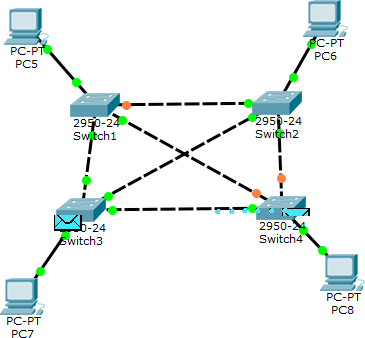 PC-PT
PC5
PC-PT
PC6
2950-24
Switch1
2950-24
Switch2
50-24
Switch3
2950-24
Switch4
PC-PT
PC7
PC-PT
PC8